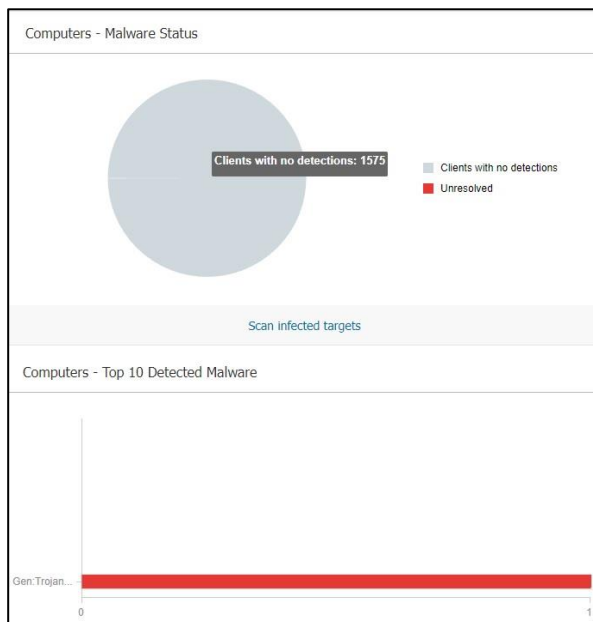 Computers - Malware Status
Clients with no detections: 1575
Clients with no detections
Unresolved
Scan infected targets
Computers - Top 10 Detected Malware
Gen:Trojan...
0
1